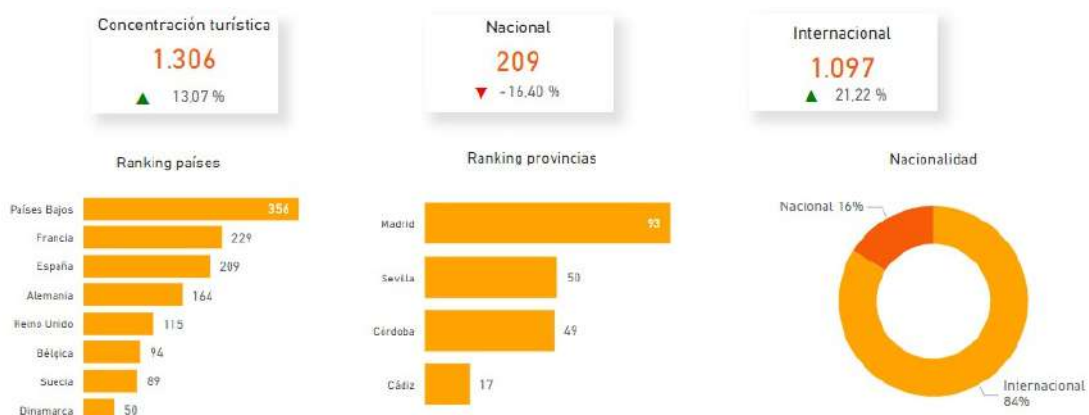 Concentración turística
1.306
▲ 13,07 %
Nacional
209
▼ -16,40 %
Internacional
1.097
▲ 21,22 %
Ranking países
Países Bajos 356
Francia 229
España 209
Alemania 164
Reino Unido 115
Bélgica 94
Suecia 89
Dinamarca 50
Ranking provincias
Madrid 93
Sevilla 50
Córdoba 49
Cádiz 17
Nacionalidad
Nacional 16%
Internacional
84%